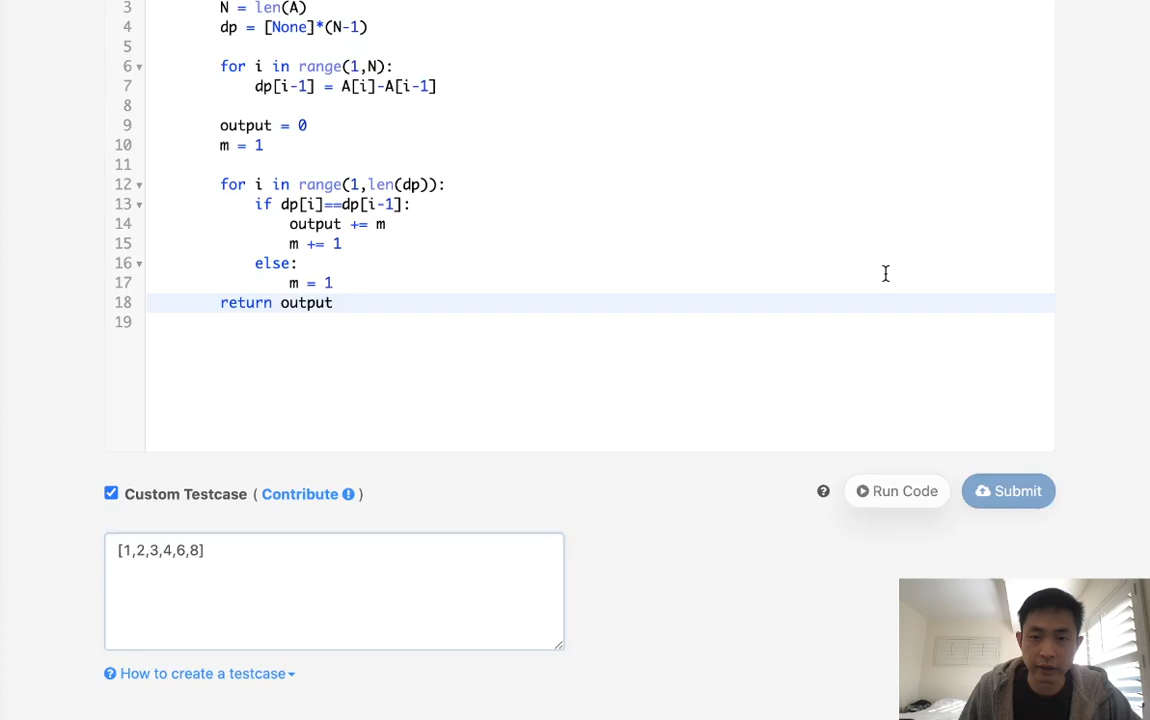 3 N = len(A)
4 dp = [None]*(N-1)
5
6 for i in range(1,N):
7 dp[i-1] = A[i]-A[i-1]
8
9 output = 0
10 m = 1
11
12 for i in range(1,len(dp)):
13 if dp[i]==dp[i-1]:
14 output += m
15 m += 1
16 else:
17 m = 1
18 return output
19
Custom Testcase ( Contribute ) Run Code Submit
[1,2,3,4,6,8]
How to create a testcase